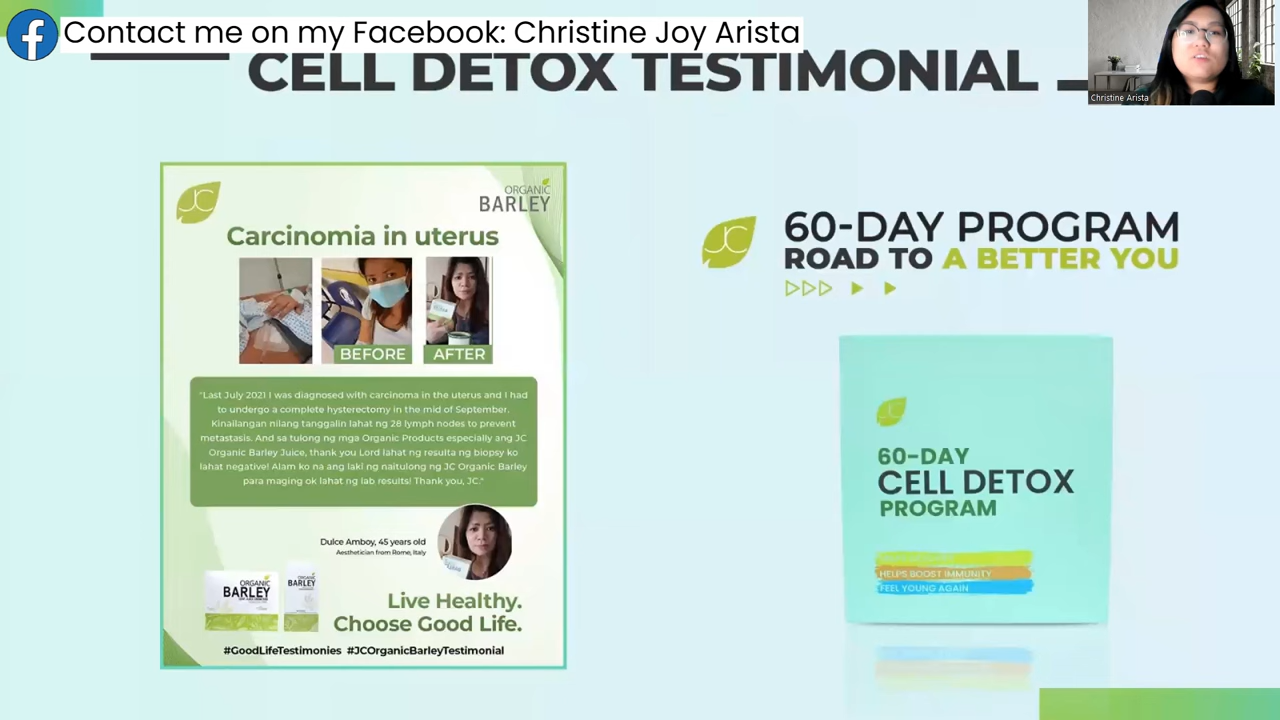 Contact me on my Facebook: Christine Joy Arista
CELL DETOX TESTIMONIAL
Christine Arista
JC
ORGANIC
BARLEY
Carcinomia in uterus
BEFORE
AFTER
"Last July 2021 I was diagnosed with carcinoma in the uterus and I had
to undergo a complete hysterectomy in the mid of September.
Kinailangan nilang tanggalin lahat ng 28 lymph nodes to prevent
metastasis. And sa tulong ng mga Organic Products especially ang JC
Organic Barley Juice, thank you Lord lahat ng resulta ng biopsy ko
lahat negative! Alam ko na ang laki ng naitulong ng JC Organic Barley
para maging ok lahat ng lab results! Thank you, JC."
Dulce Amboy, 45 years old
Aesthetician from Rome, Italy
ORGANIC
BARLEY
ORGANIC
BARLEY
Live Healthy.
Choose Good Life.
#GoodLifeTestimonies #JCOrganicBarleyTestimonial
JC
60-DAY PROGRAM
ROAD TO A BETTER YOU
JC
60-DAY
CELL DETOX
PROGRAM
HELPS BOOST IMMUNITY
FEEL YOUNG AGAIN